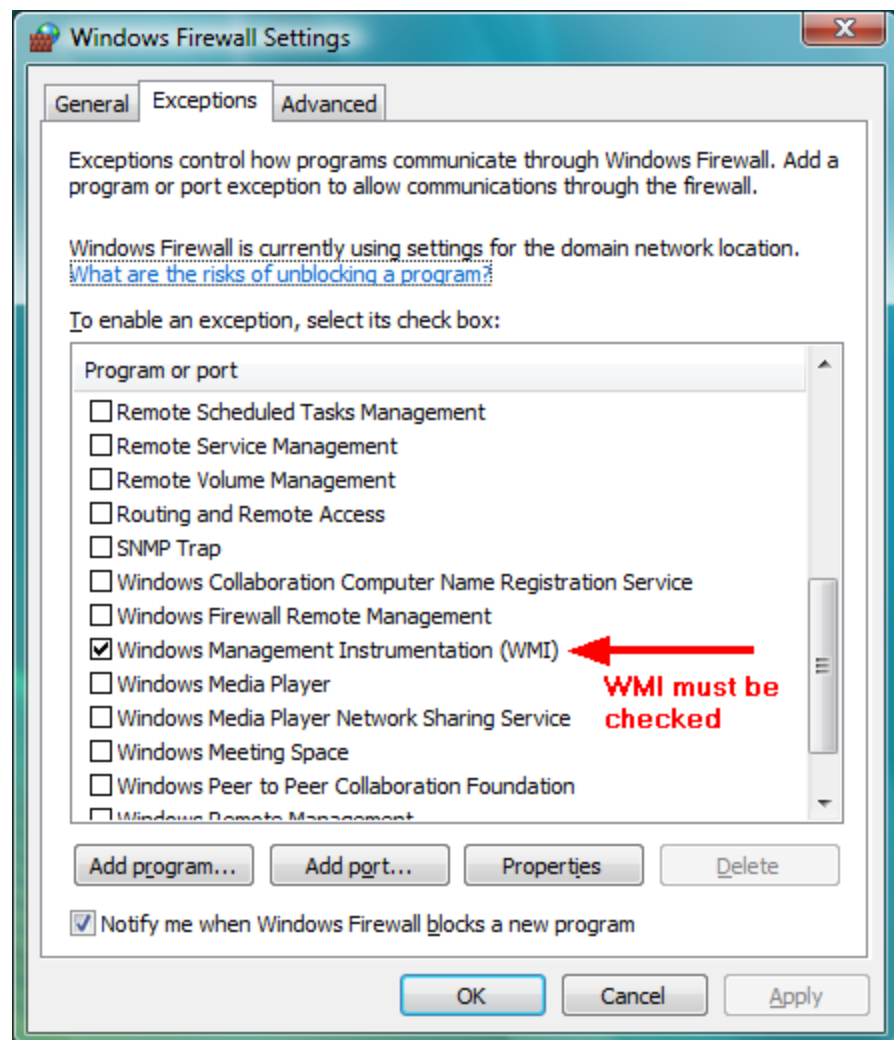 Windows Firewall Settings
General
Exceptions
Advanced
Exceptions control how programs communicate through Windows Firewall. Add a
program or port exception to allow communications through the firewall.
Windows Firewall is currently using settings for the domain network location.
What are the risks of unblocking a program?
To enable an exception, select its check box:
Program or port
Remote Scheduled Tasks Management
Remote Service Management
Remote Volume Management
Routing and Remote Access
SNMP Trap
Windows Collaboration Computer Name Registration Service
Windows Firewall Remote Management
Windows Management Instrumentation (WMI)
WMI must be
checked
Windows Media Player
Windows Media Player Network Sharing Service
Windows Meeting Space
Windows Peer to Peer Collaboration Foundation
Windows Remote Management
Add program...
Add port...
Properties
Delete
Notify me when Windows Firewall blocks a new program
OK
Cancel
Apply